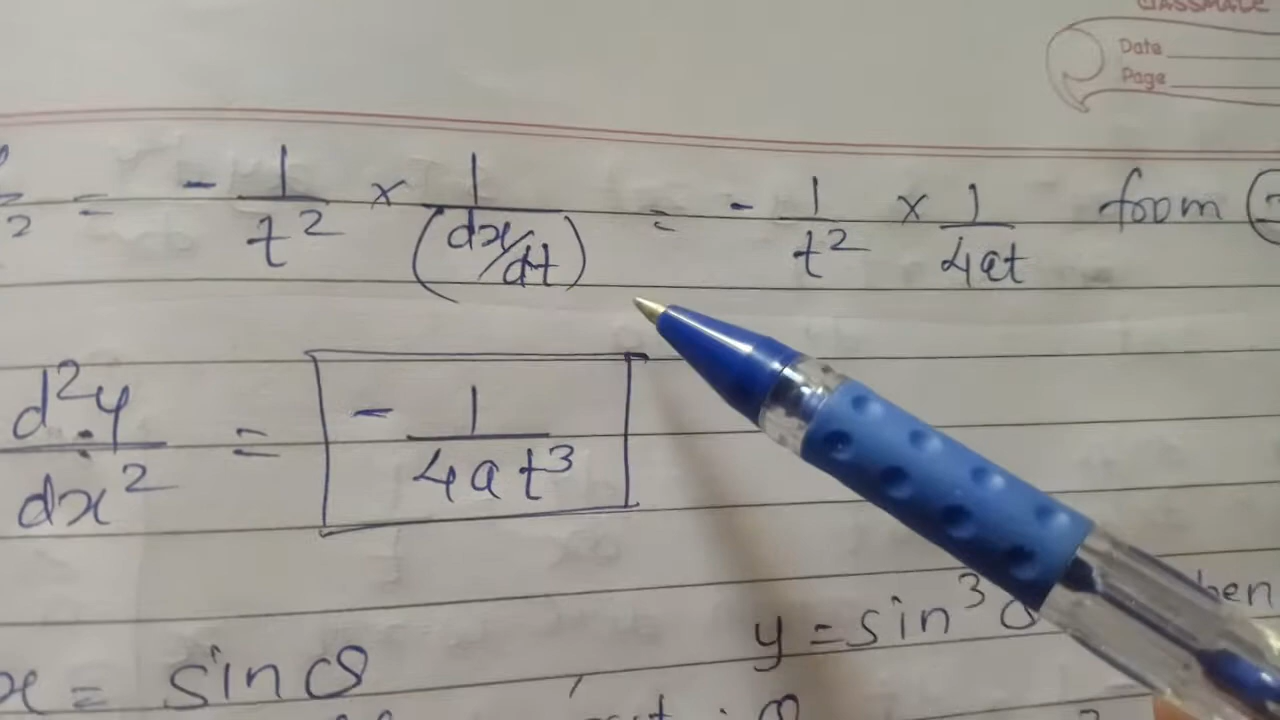 CLASSMATE
Date
Page
= - 1/t² × 1/(dx/dt) = - 1/t² × 1/4at from
d²y/dx² = - 1/4at³
x = sin θ y = sin³ θ